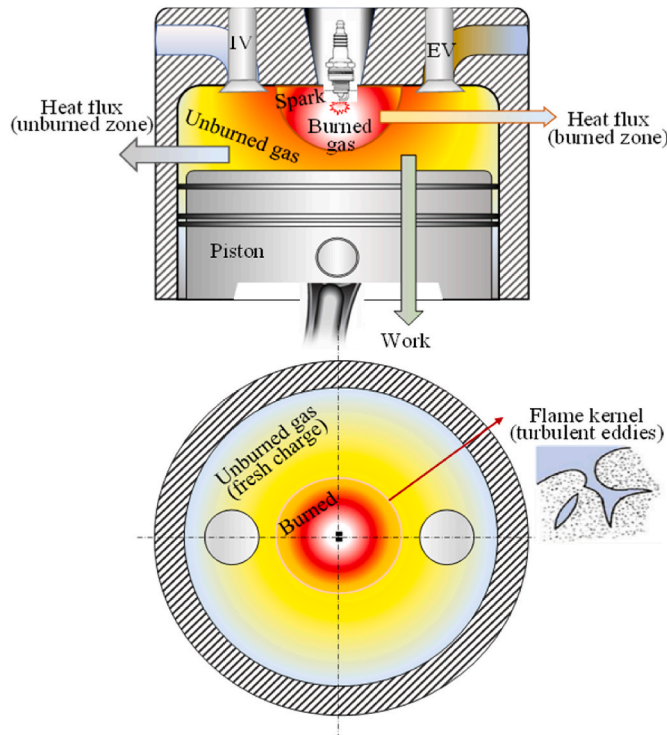 IV
EV
Spark
Heat flux
(unburned zone)
Unburned gas
Burned
gas
Heat flux
(burned zone)
Piston
Work
Flame kernel
(turbulent eddies)
Unburned gas
(fresh charge)
Burned